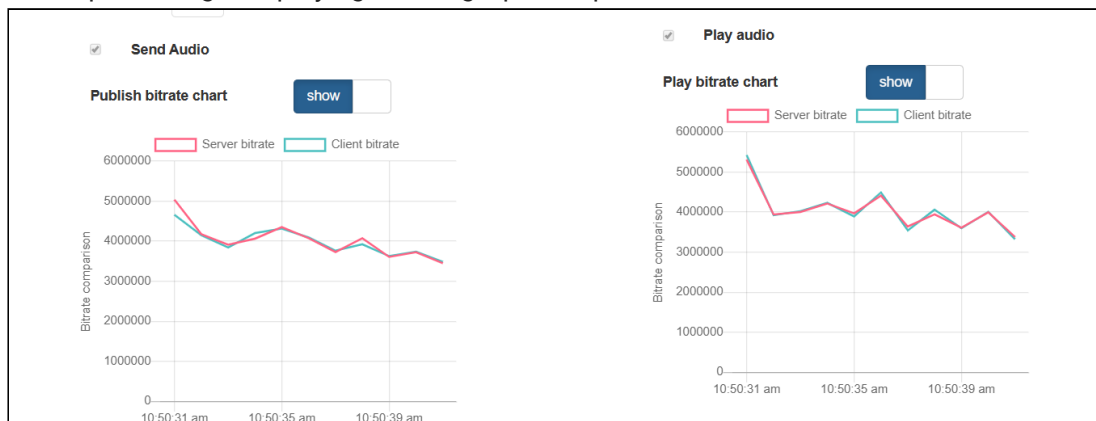 Send Audio
Publish bitrate chart
show
Server bitrate
Client bitrate
6000000
5000000
4000000
3000000
2000000
1000000
0
Bitrate comparison
10:50:31 am
10:50:35 am
10:50:39 am
Play audio
Play bitrate chart
show
Server bitrate
Client bitrate
6000000
5000000
4000000
3000000
2000000
1000000
0
Bitrate comparison
10:50:31 am
10:50:35 am
10:50:39 am